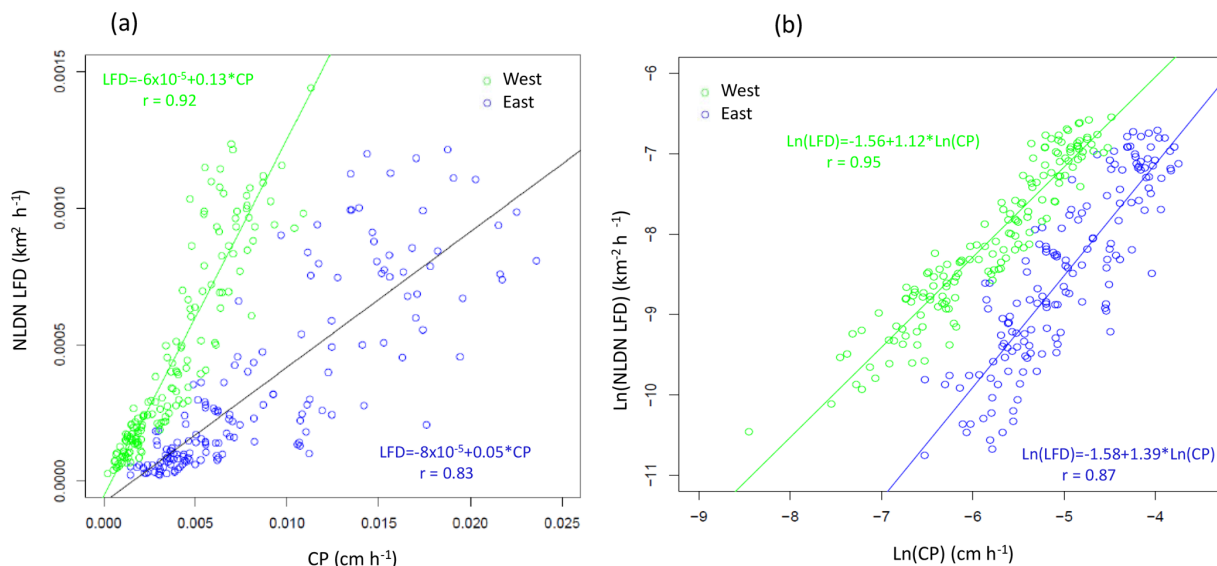 (a)
LFD=-6x10⁻⁵+0.13*CP
r = 0.92
West
East
LFD=-8x10⁻⁵+0.05*CP
r = 0.83
NLDN LFD (km² h⁻¹)
0.0015
0.0010
0.0005
0.0000
0.000 0.005 0.010 0.015 0.020 0.025
CP (cm h⁻¹)
(b)
West
East
Ln(LFD)=-1.56+1.12*Ln(CP)
r = 0.95
Ln(LFD)=-1.58+1.39*Ln(CP)
r = 0.87
Ln(NLDN LFD) (km⁻² h⁻¹)
−6
−7
−8
−9
−10
−11
−9 −8 −7 −6 −5 −4
Ln(CP) (cm h⁻¹)